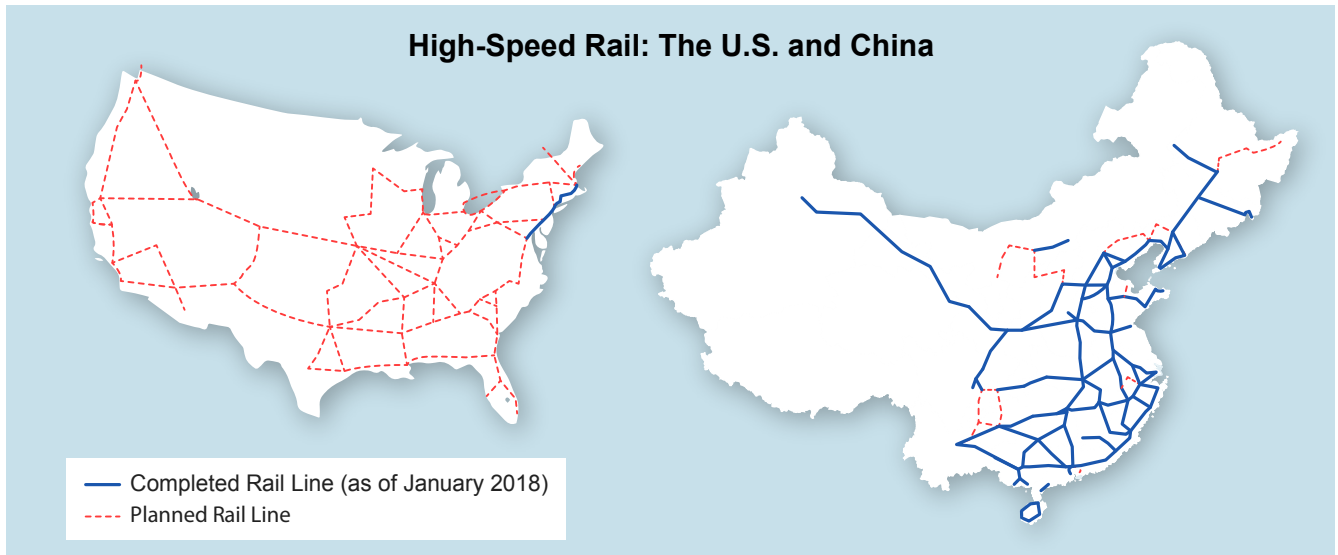 High-Speed Rail: The U.S. and China
Completed Rail Line (as of January 2018)
Planned Rail Line